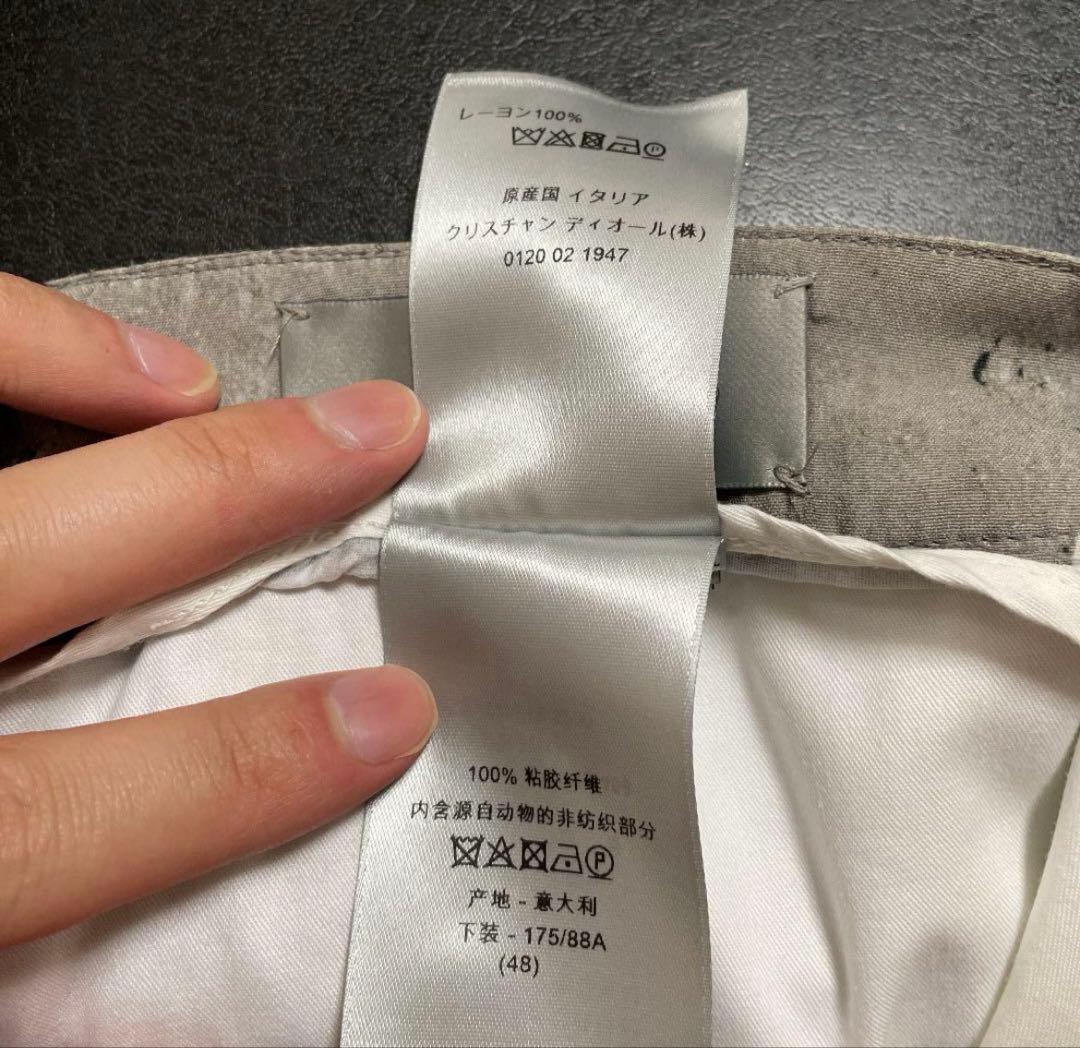 レーヨン100%
原産国 イタリア
クリスチャン ディオール(株)
0120 02 1947
100% 粘胶纤维
内含源自动物的非纺织部分
P
产地 - 意大利
下装 - 175/88A
(48)